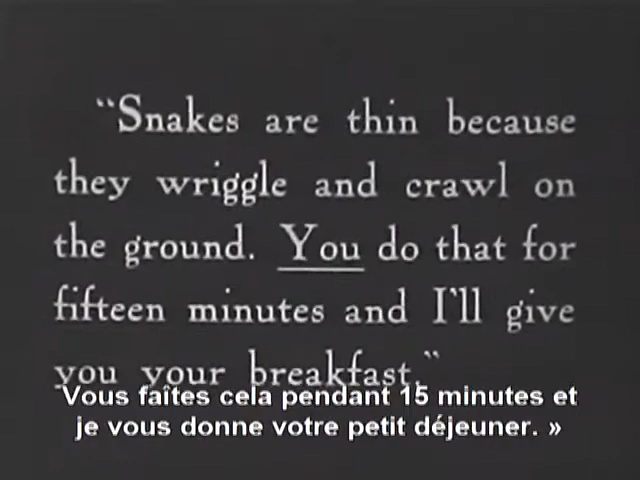 “Snakes are thin because
they wriggle and crawl on
the ground. You do that for
fifteen minutes and I'll give
you your breakfast.”
Vous faîtes cela pendant 15 minutes et
je vous donne votre petit déjeuner. »